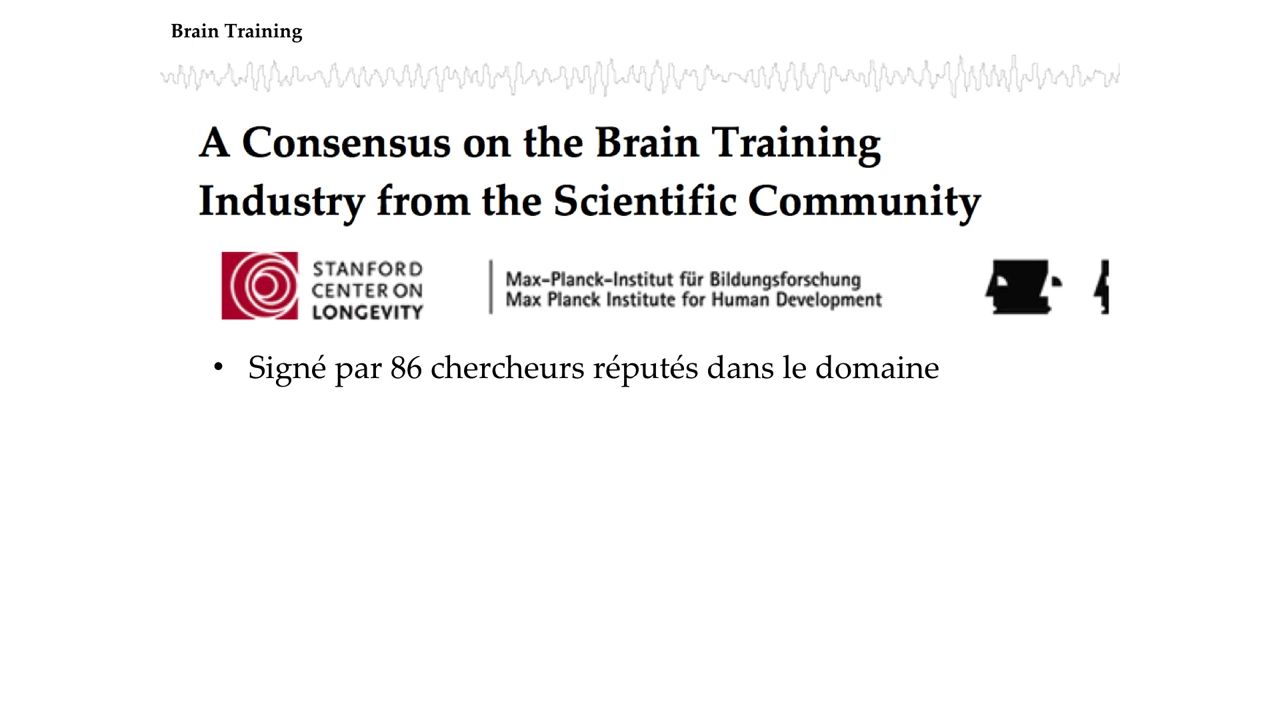 Brain Training
A Consensus on the Brain Training
Industry from the Scientific Community
STANFORD
CENTER ON
LONGEVITY
Max-Planck-Institut für Bildungsforschung
Max Planck Institute for Human Development
• Signé par 86 chercheurs réputés dans le domaine